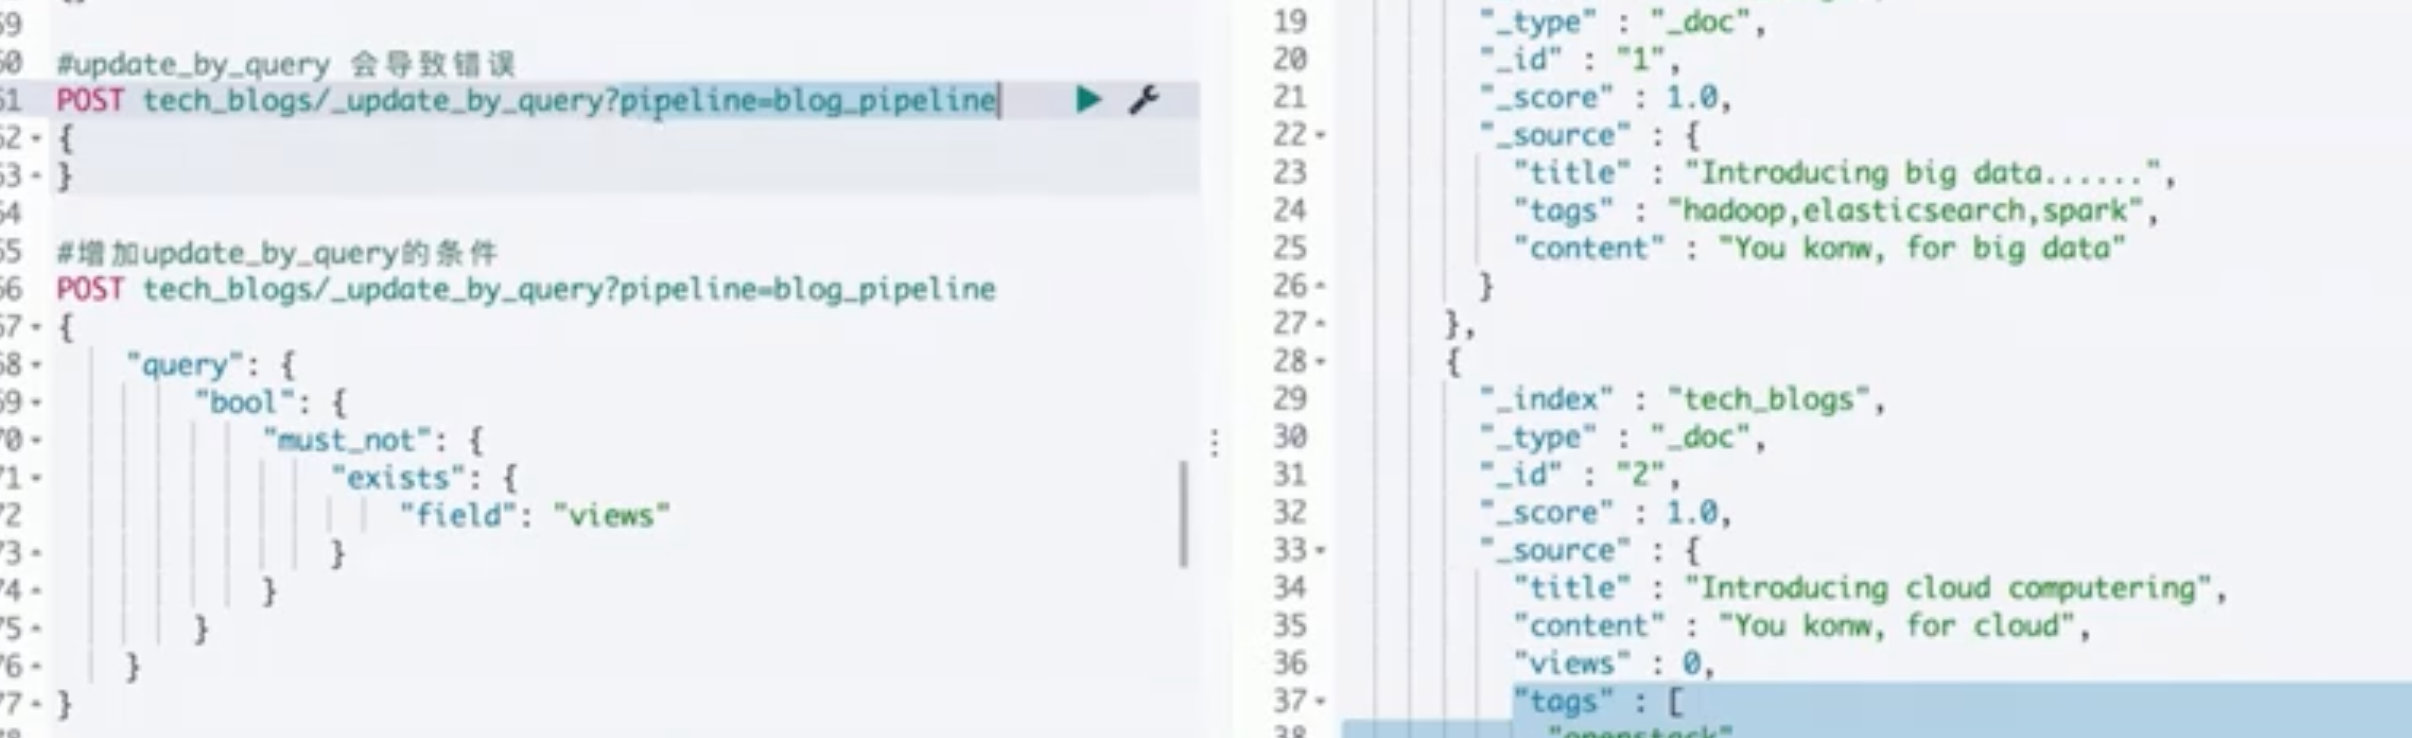 59
60
#update_by_query 会导致错误
61
POST tech_blogs/_update_by_query?pipeline=blog_pipeline
62
{
63
}
64
65
#增加update_by_query的条件
66
POST tech_blogs/_update_by_query?pipeline=blog_pipeline
67
{
68
"query": {
69
"bool": {
70
"must_not": {
71
"exists": {
72
"field": "views"
73
}
74
}
75
}
76
}
77
}
19 "_type" : "_doc",
20 "_id" : "1",
21 "_score" : 1.0,
22 "_source" : {
23 "title" : "Introducing big data......",
24 "tags" : "hadoop,elasticsearch,spark",
25 "content" : "You konw, for big data"
26 }
27 },
28 {
29 "_index" : "tech_blogs",
30 "_type" : "_doc",
31 "_id" : "2",
32 "_score" : 1.0,
33 "_source" : {
34 "title" : "Introducing cloud computering",
35 "content" : "You konw, for cloud",
36 "views" : 0,
37 "tags" : [
38 "openstack"